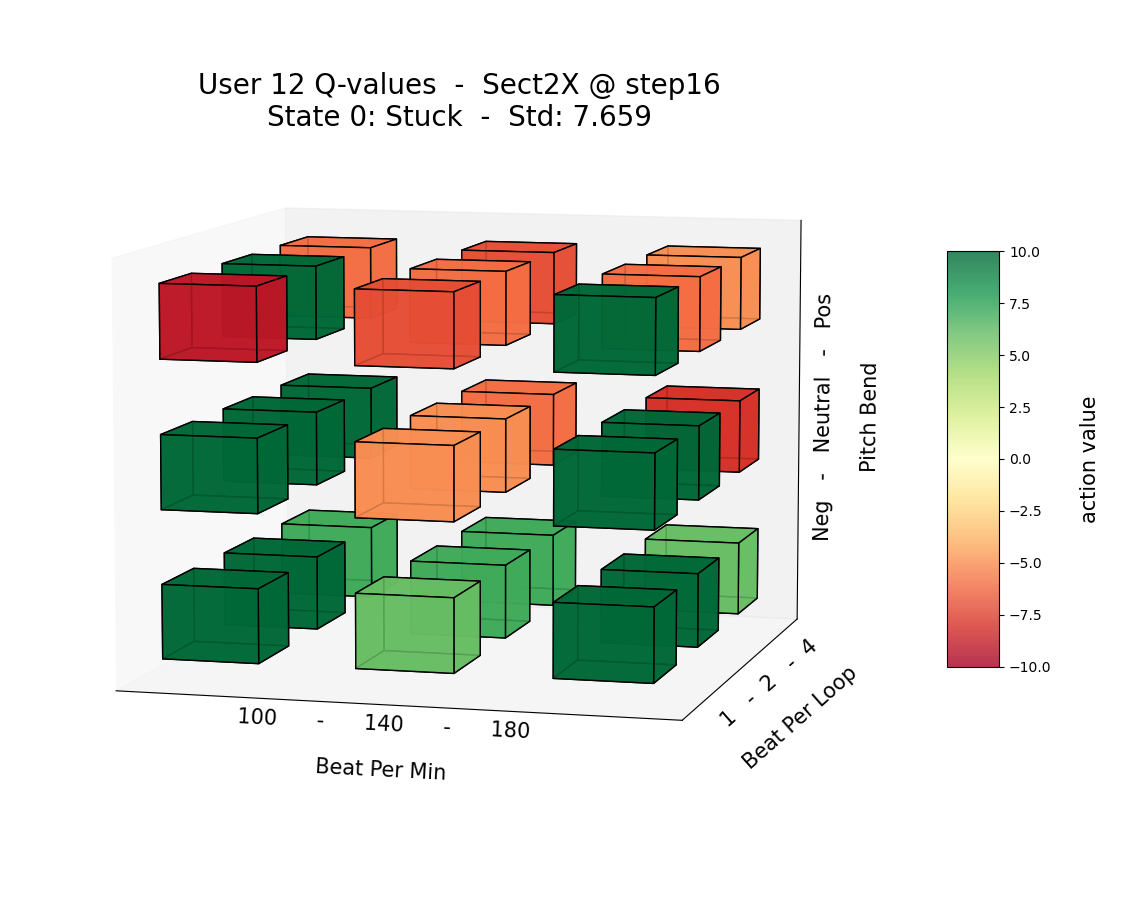 User 12 Q-values  -  Sect2X @ step16
State 0: Stuck  -  Std: 7.659
Neg   -   Neutral   -   Pos
Pitch Bend
100   -   140   -   180
Beat Per Min
1  -  2  -  4
Beat Per Loop
10.0
7.5
5.0
2.5
0.0
−2.5
−5.0
−7.5
−10.0
action value